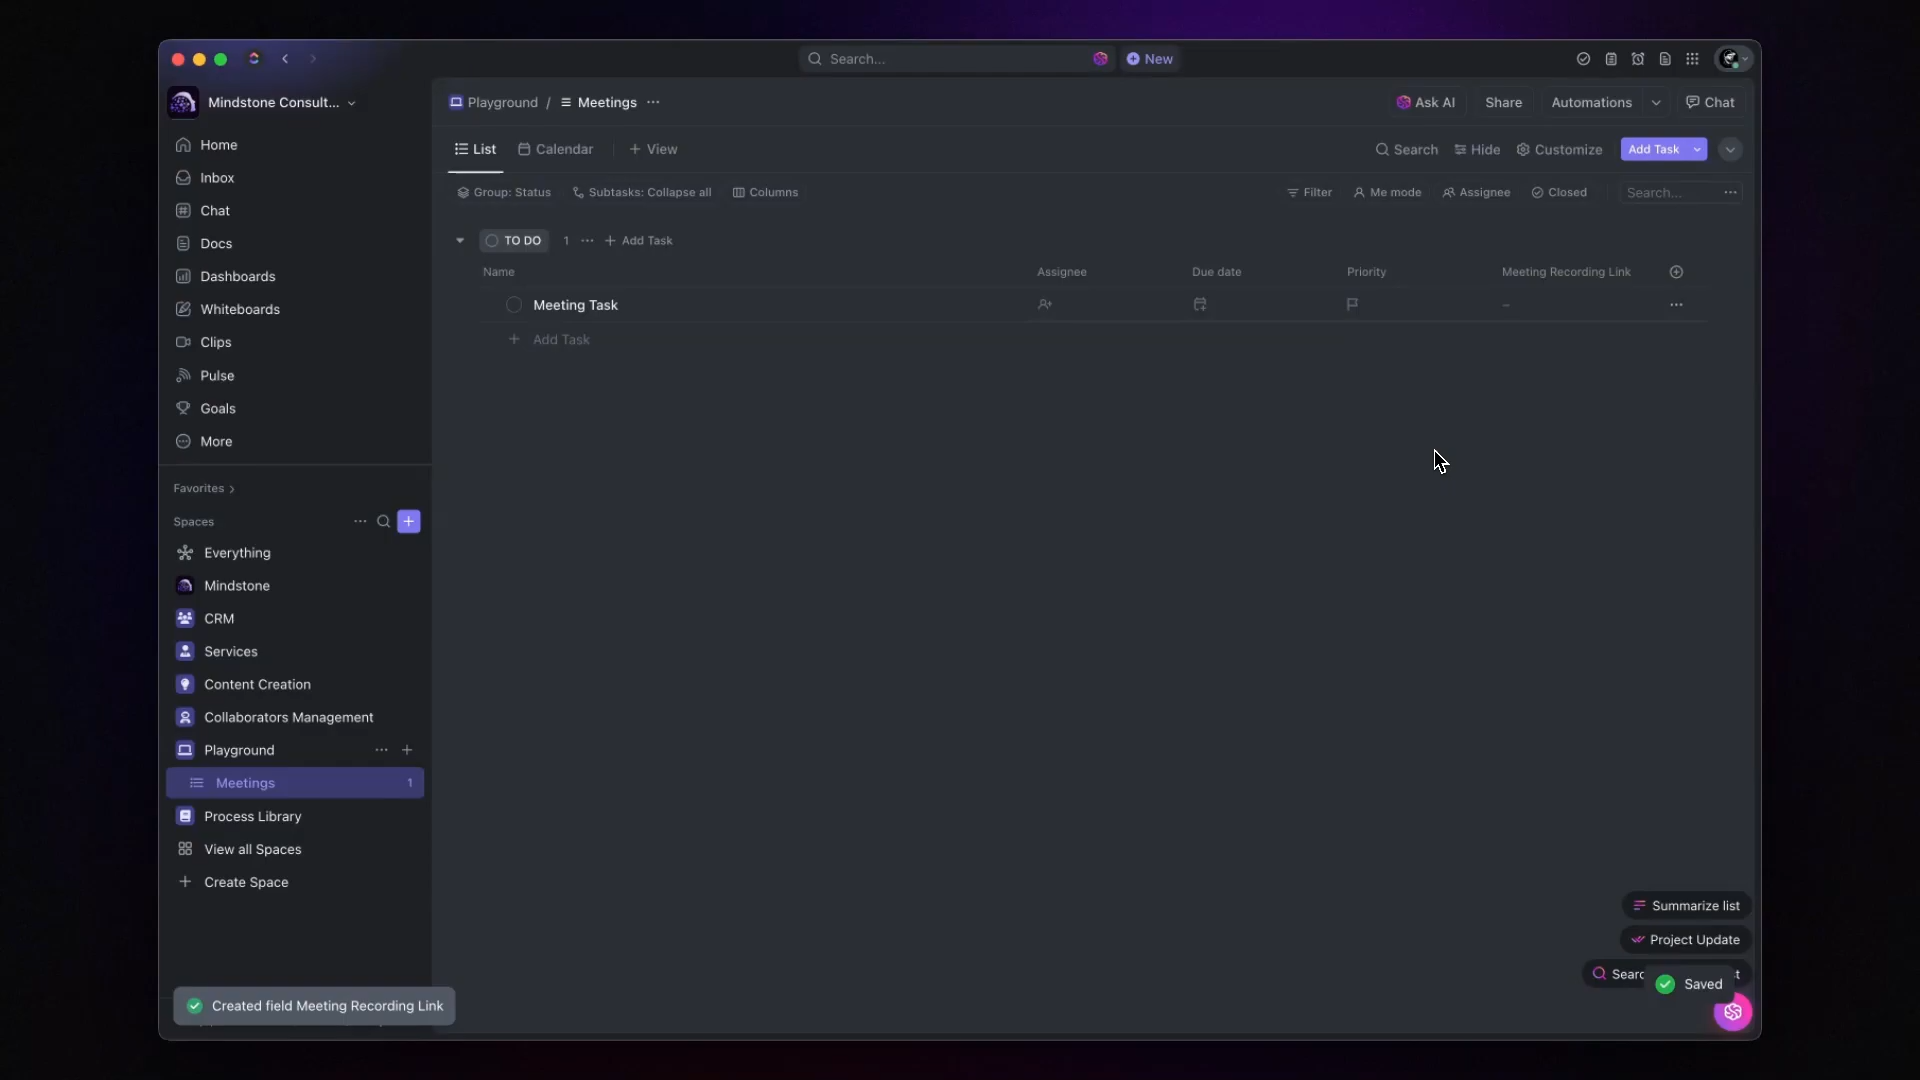 Search...
New
Mindstone Consult...
Playground / Meetings ...
Ask AI
Share
Automations
Chat
Home
Inbox
Chat
Docs
Dashboards
Whiteboards
Clips
Pulse
Goals
More
List
Calendar
+ View
Search
Hide
Customize
Add Task
Group: Status
Subtasks: Collapse all
Columns
Filter
Me mode
Assignee
Closed
Search...
TO DO
1
+ Add Task
Name
Assignee
Due date
Priority
Meeting Recording Link
Meeting Task
–
+ Add Task
Favorites
Spaces
Everything
Mindstone
CRM
Services
Content Creation
Collaborators Management
Playground
Meetings
1
Process Library
View all Spaces
+ Create Space
Summarize list
Project Update
Saved
Created field Meeting Recording Link